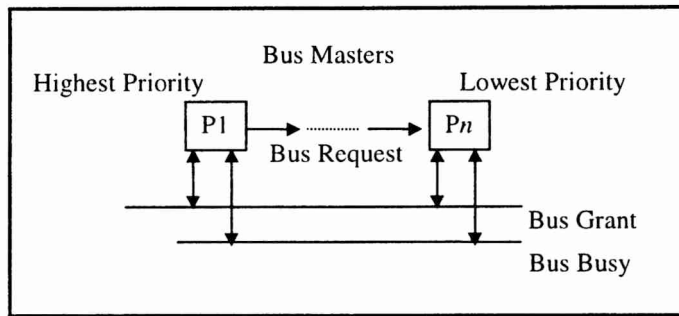 Bus Masters
Highest Priority
Lowest Priority
P1
Pn
Bus Request
Bus Grant
Bus Busy